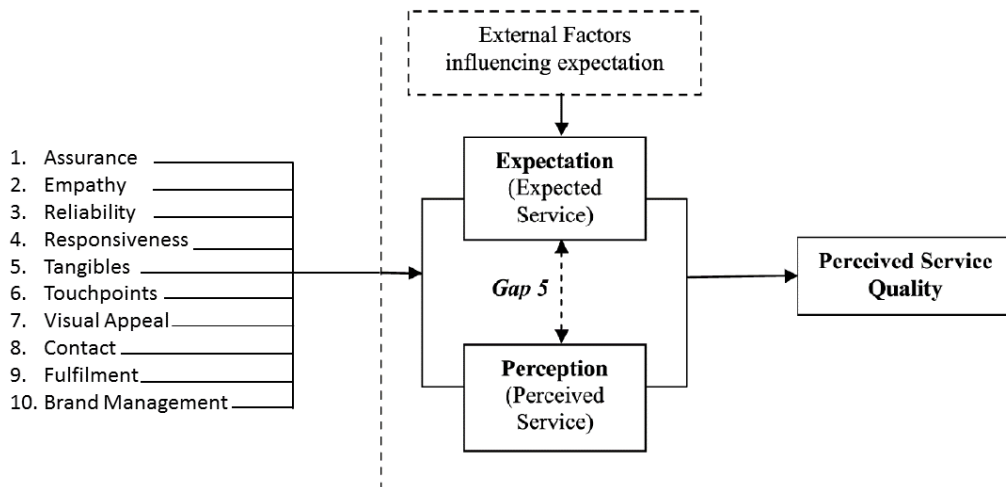 External Factors
influencing expectation
1. Assurance
2. Empathy
3. Reliability
4. Responsiveness
5. Tangibles
6. Touchpoints
7. Visual Appeal
8. Contact
9. Fulfilment
10. Brand Management
Expectation
(Expected
Service)
Gap 5
Perception
(Perceived
Service)
Perceived Service
Quality